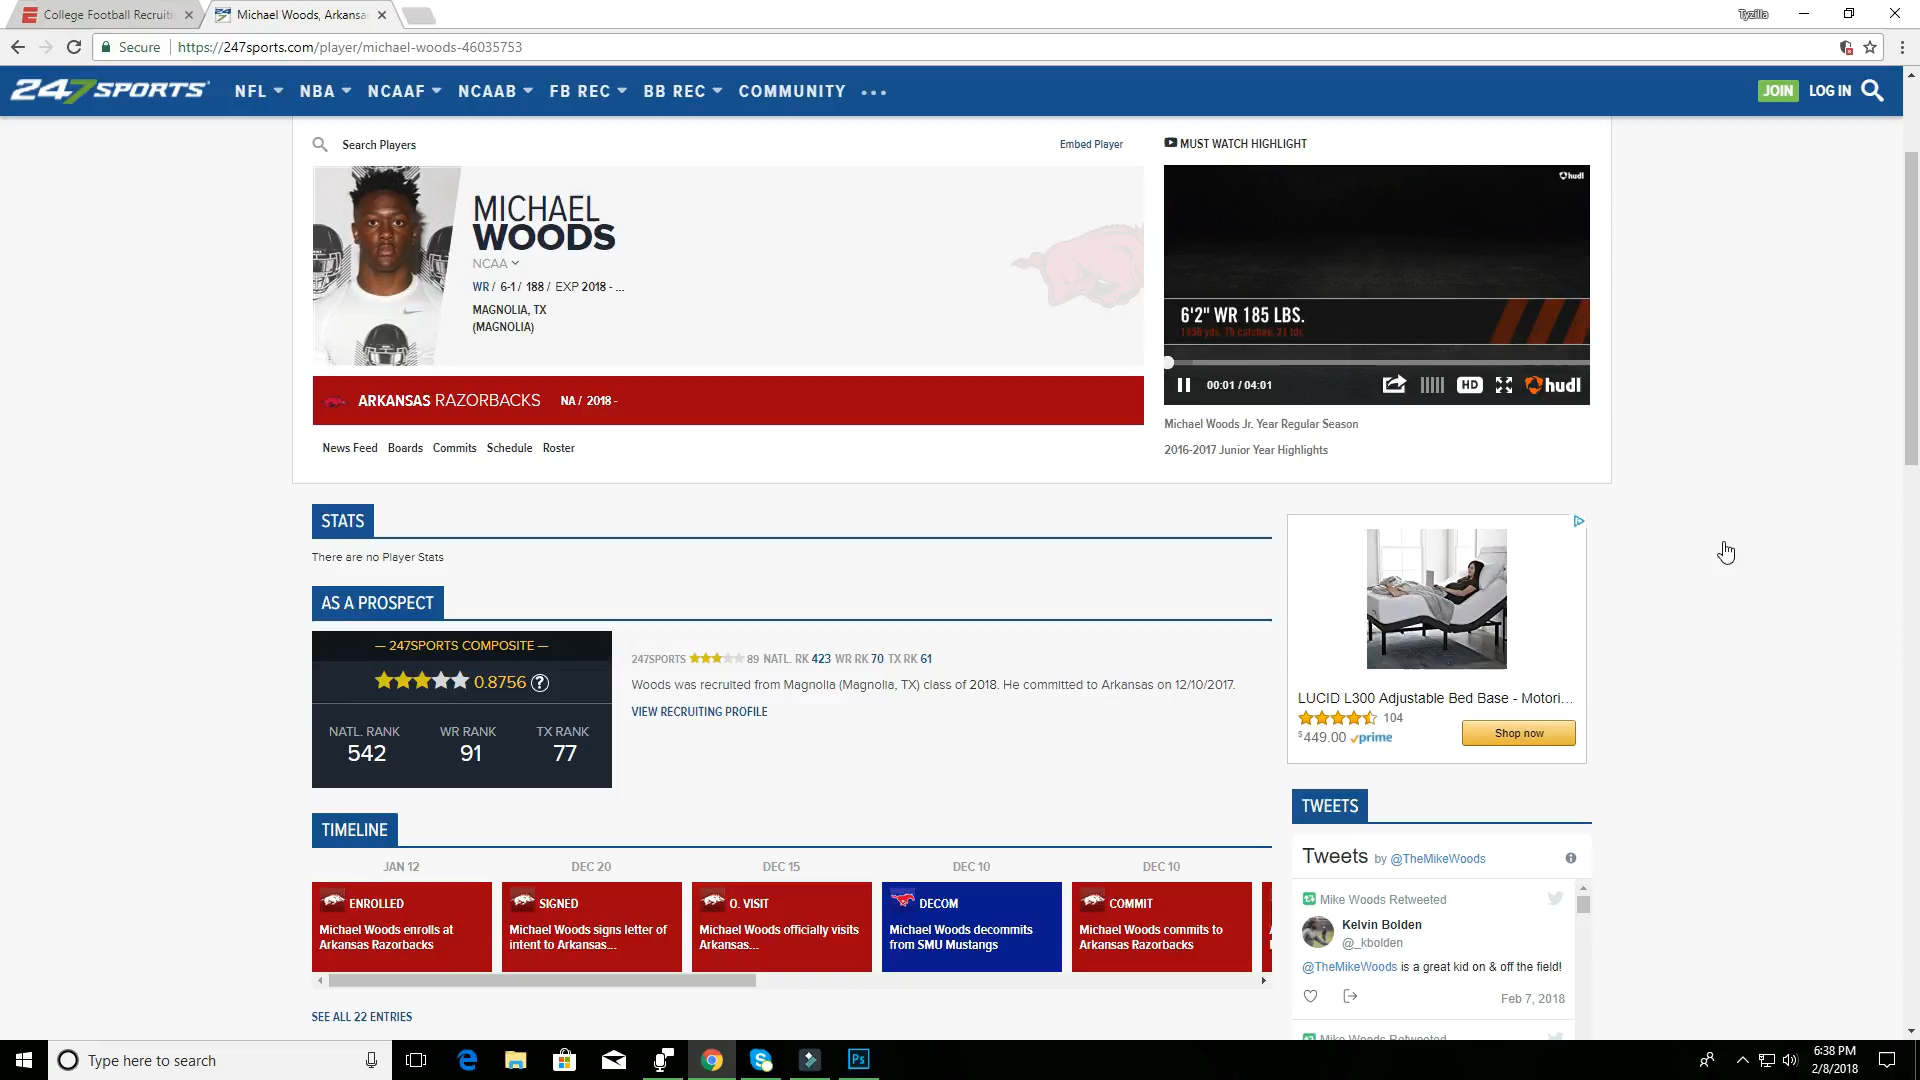 College Football Recruiti
Michael Woods, Arkansa
Tyzilla
Secure
https://247sports.com/player/michael-woods-46035753
247SPORTS
NFL
NBA
NCAAF
NCAAB
FB REC
BB REC
COMMUNITY
JOIN
LOG IN
Search Players
Embed Player
MUST WATCH HIGHLIGHT
MICHAEL
WOODS
NCAA
WR / 6-1 / 188 / EXP 2018 - ...
MAGNOLIA, TX
(MAGNOLIA)
hudl
6'2" WR 185 LBS.
00:01 / 04:01
HD
hudl
ARKANSAS RAZORBACKS NA / 2018 -
News Feed Boards Commits Schedule Roster
Michael Woods Jr. Year Regular Season
2016-2017 Junior Year Highlights
STATS
There are no Player Stats
AS A PROSPECT
— 247SPORTS COMPOSITE —
0.8756 ?
NATL. RANK
542
WR RANK
91
TX RANK
77
247SPORTS 89 NATL. RK 423 WR RK 70 TX RK 61
Woods was recruited from Magnolia (Magnolia, TX) class of 2018. He committed to Arkansas on 12/10/2017.
VIEW RECRUITING PROFILE
LUCID L300 Adjustable Bed Base - Motori...
104
$449.00 prime
Shop now
TIMELINE
JAN 12
ENROLLED
Michael Woods enrolls at
Arkansas Razorbacks
DEC 20
SIGNED
Michael Woods signs letter of
intent to Arkansas...
DEC 15
O. VISIT
Michael Woods officially visits
Arkansas...
DEC 10
DECOM
Michael Woods decommits
from SMU Mustangs
DEC 10
COMMIT
Michael Woods commits to
Arkansas Razorbacks
SEE ALL 22 ENTRIES
TWEETS
Tweets by @TheMikeWoods
Mike Woods Retweeted
Kelvin Bolden
@_kbolden
@TheMikeWoods is a great kid on & off the field!
Feb 7, 2018
Mike Woods Retweeted
Type here to search
Ps
6:38 PM
2/8/2018